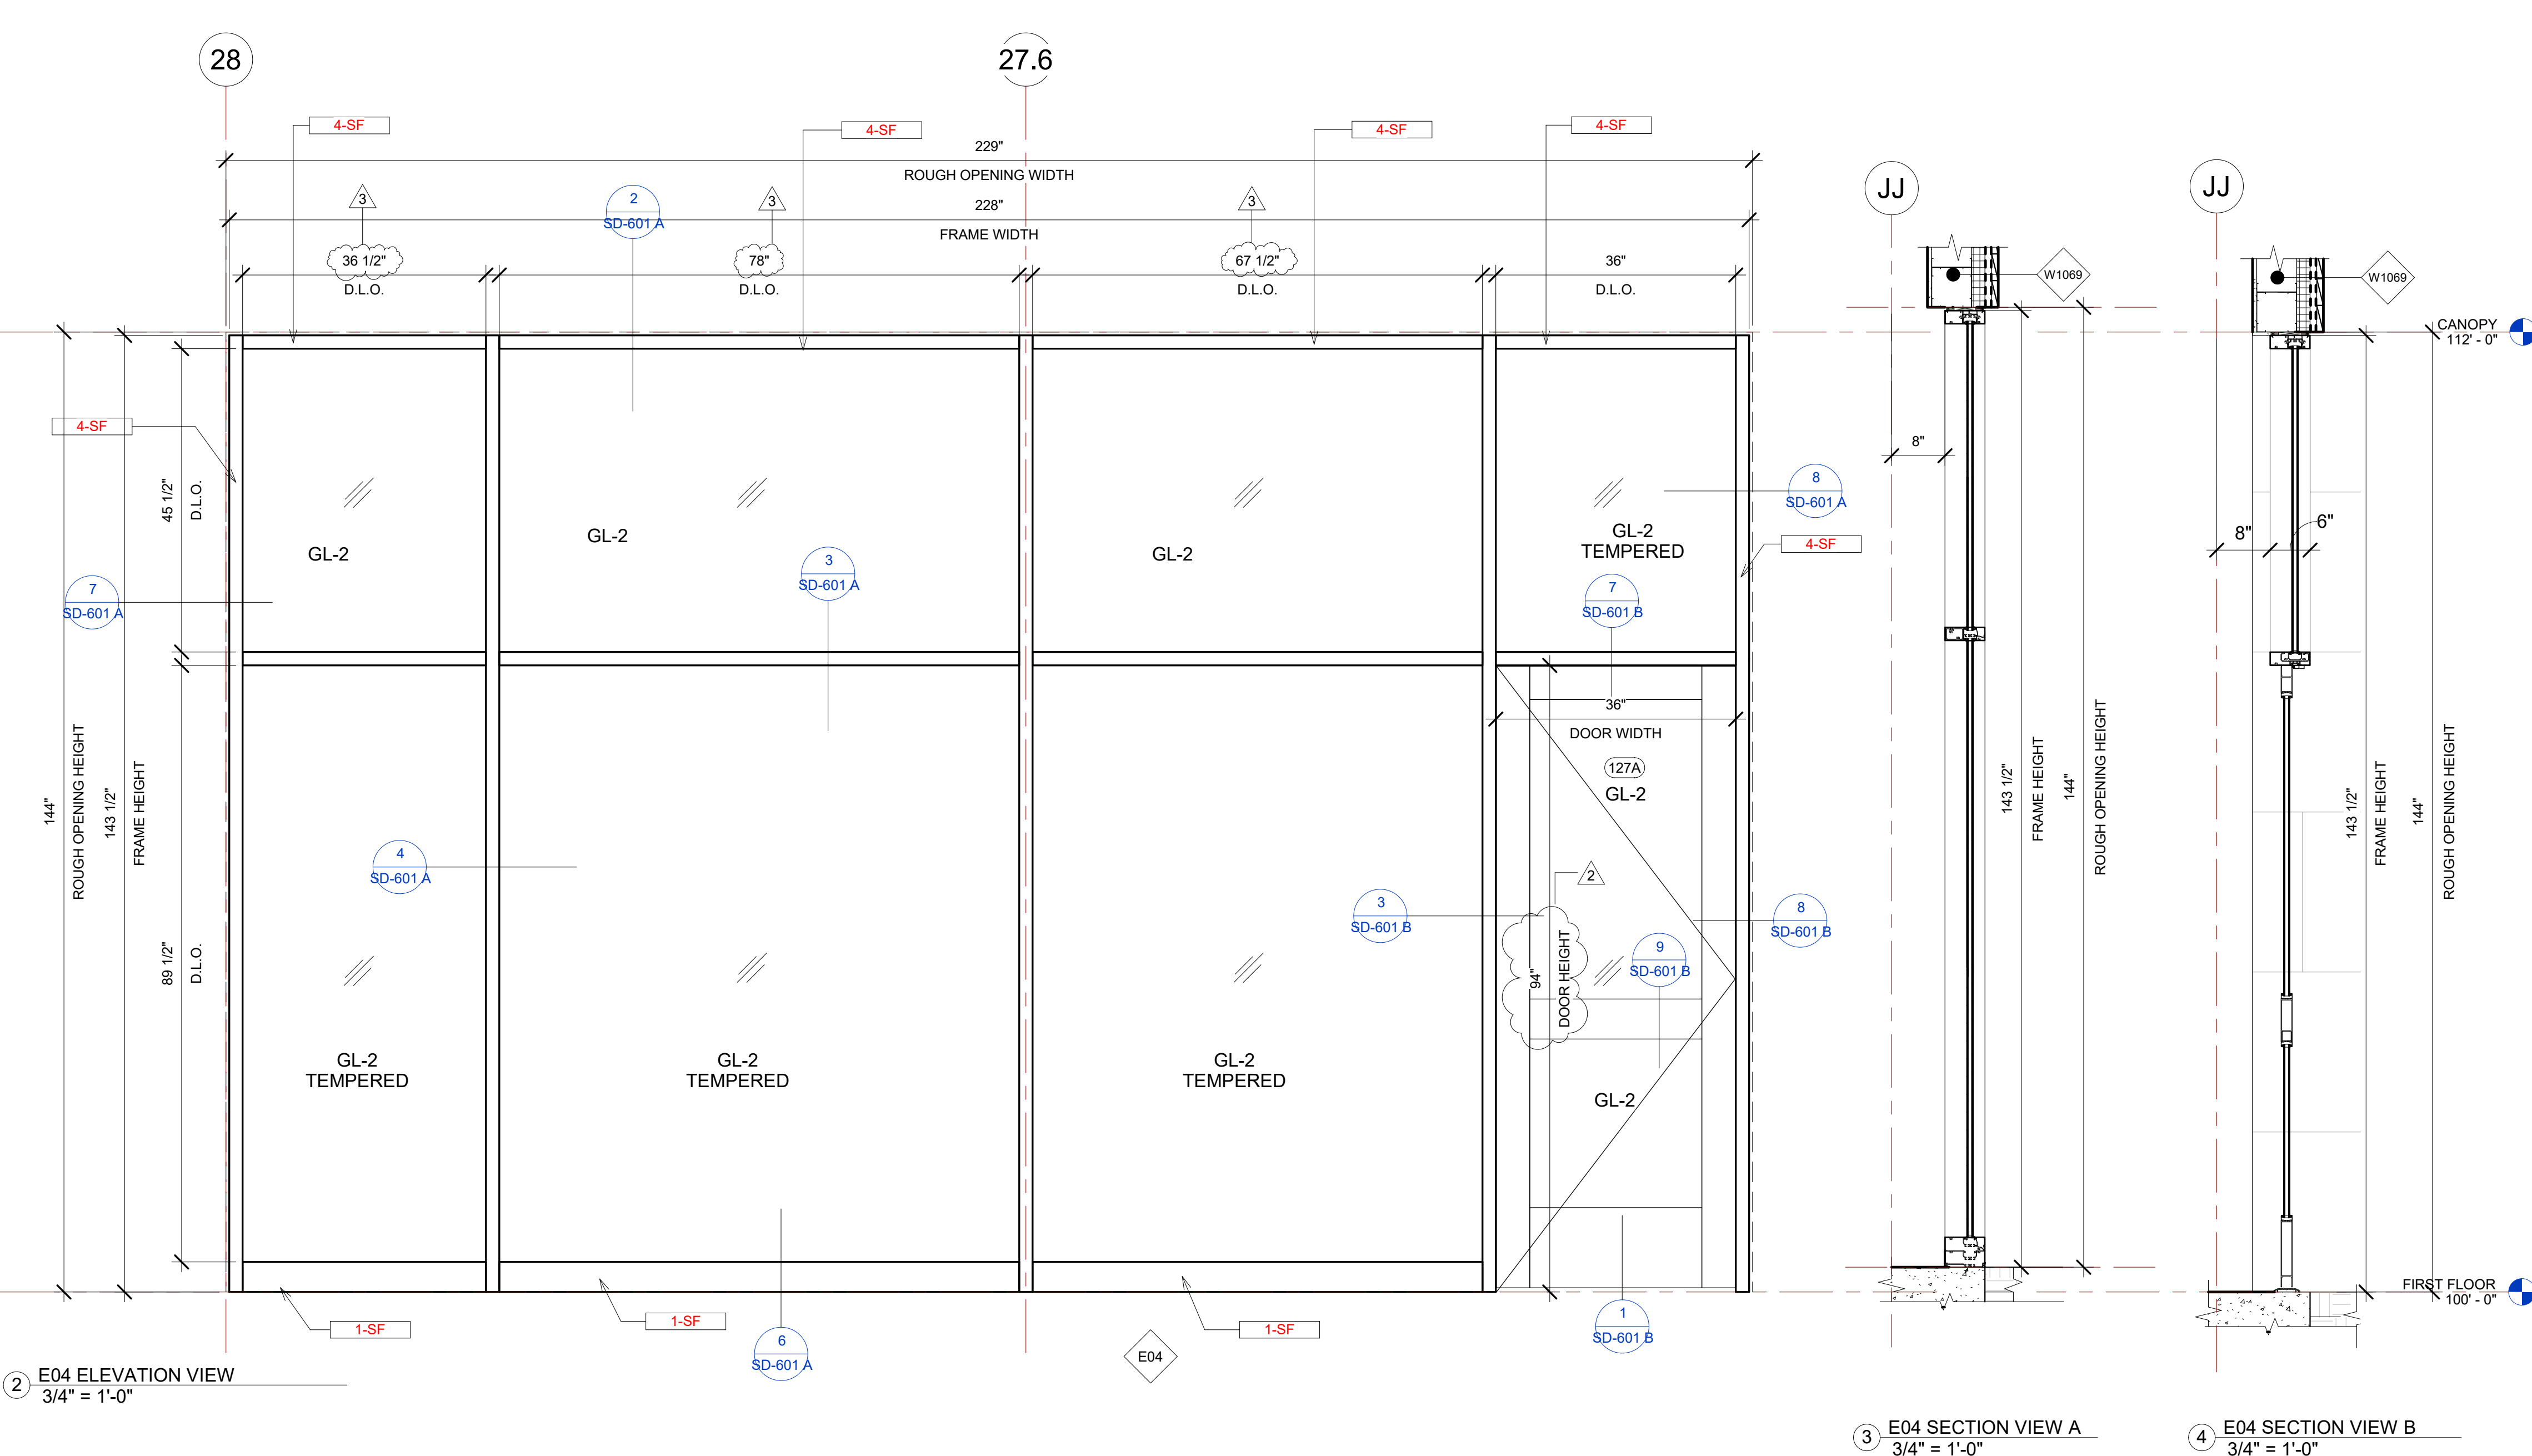 28
27.6
4-SF
4-SF
4-SF
4-SF
229"
ROUGH OPENING WIDTH
3
2
SD-601 A
3
228"
3
FRAME WIDTH
36 1/2"
D.L.O.
78"
D.L.O.
67 1/2"
D.L.O.
36"
D.L.O.
4-SF
45 1/2"
D.L.O.
GL-2
GL-2
GL-2
GL-2
TEMPERED
8
SD-601 A
4-SF
3
SD-601 A
7
SD-601 A
7
SD-601 B
36"
DOOR WIDTH
127A
GL-2
144"
ROUGH OPENING HEIGHT
143 1/2"
FRAME HEIGHT
4
SD-601 A
2
3
SD-601 B
8
SD-601 B
89 1/2"
D.L.O.
94"
DOOR HEIGHT
9
SD-601 B
GL-2
TEMPERED
GL-2
TEMPERED
GL-2
TEMPERED
GL-2
1-SF
1-SF
1-SF
6
SD-601 A
E04
1
SD-601 B
2
E04 ELEVATION VIEW
3/4" = 1'-0"
JJ
W1069
8"
143 1/2"
FRAME HEIGHT
144"
ROUGH OPENING HEIGHT
3
E04 SECTION VIEW A
3/4" = 1'-0"
JJ
W1069
CANOPY
112' - 0"
8"
6"
143 1/2"
FRAME HEIGHT
144"
ROUGH OPENING HEIGHT
FIRST FLOOR
100' - 0"
4
E04 SECTION VIEW B
3/4" = 1'-0"